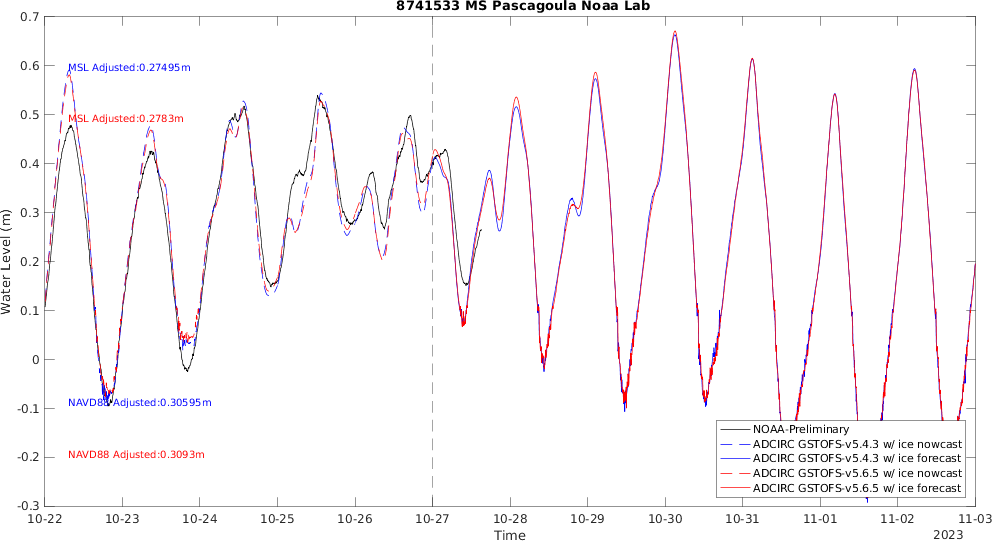 8741533 MS Pascagoula Noaa Lab
0.7
0.6
0.5
0.4
0.3
0.2
0.1
0
-0.1
-0.2
-0.3
Water Level (m)
MSL Adjusted:0.27495m
MSL Adjusted:0.2783m
NAVD88 Adjusted:0.30595m
NAVD88 Adjusted:0.3093m
NOAA-Preliminary
ADCIRC GSTOFS-v5.4.3 w/ ice nowcast
ADCIRC GSTOFS-v5.4.3 w/ ice forecast
ADCIRC GSTOFS-v5.6.5 w/ ice nowcast
ADCIRC GSTOFS-v5.6.5 w/ ice forecast
10-22 10-23 10-24 10-25 10-26 10-27 10-28 10-29 10-30 10-31 11-01 11-02 11-03
Time
2023